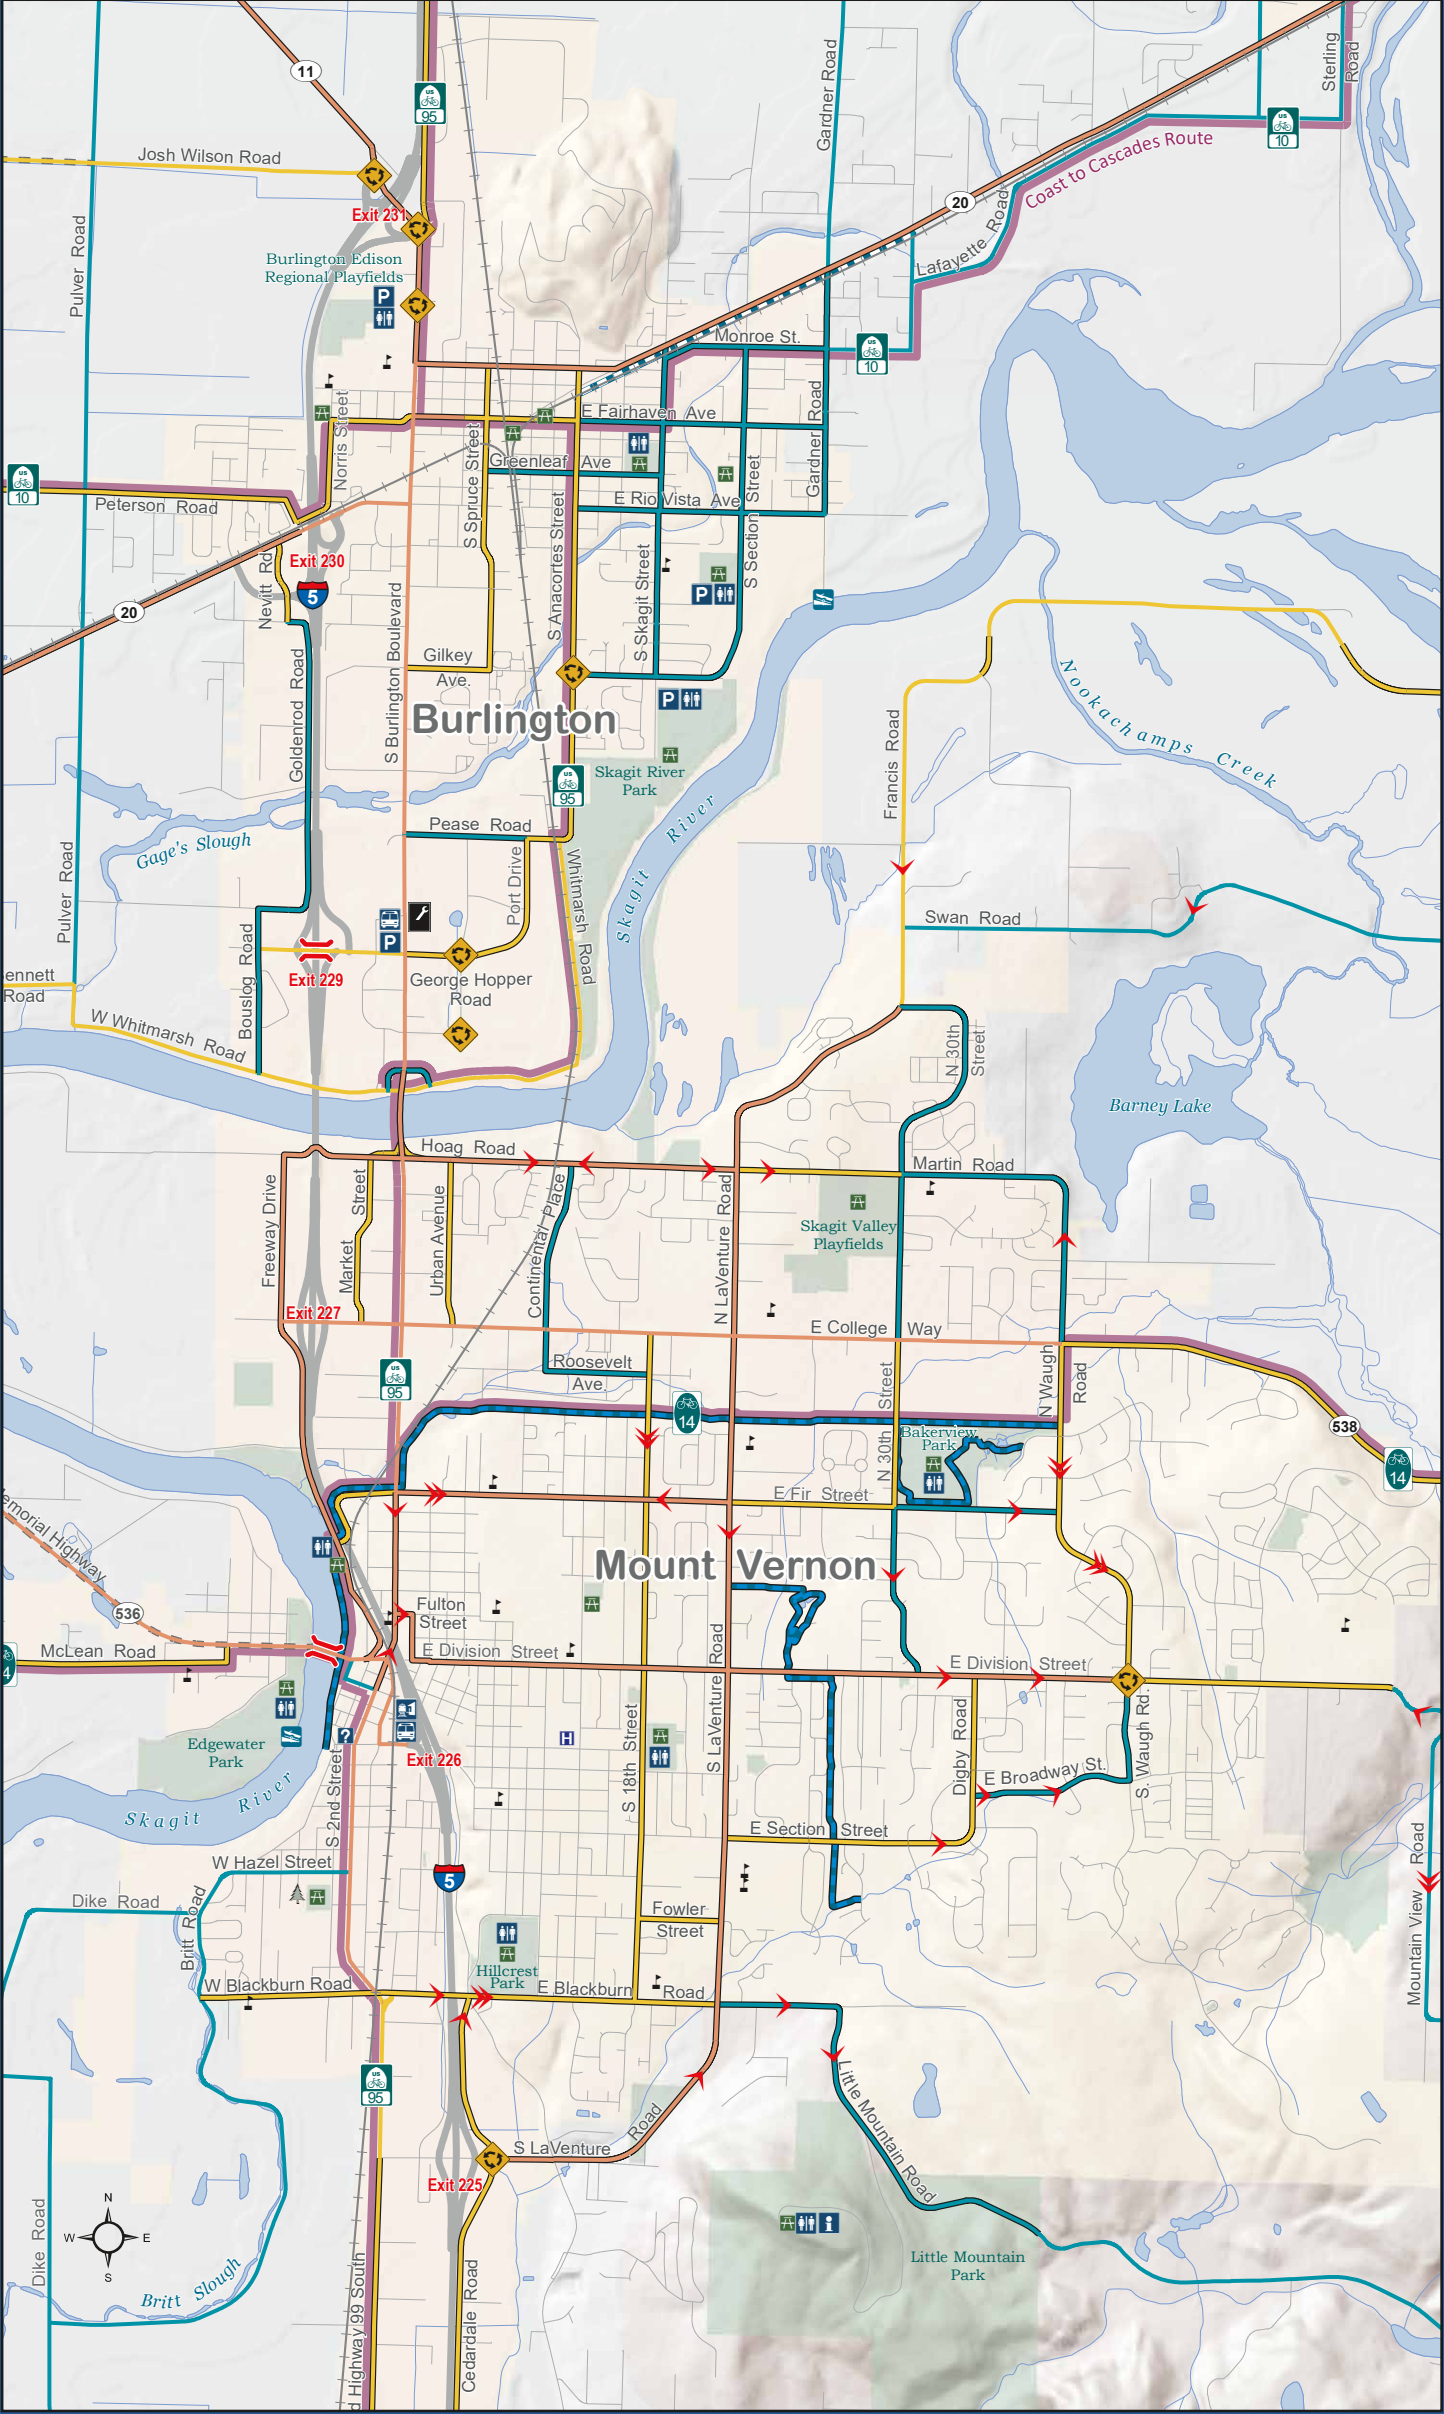 11
US
95
Gardner Road
Sterling
Road
US
10
Josh Wilson Road
Coast to Cascades Route
20
Exit 231
Pulver Road
Lafayette Road
Burlington Edison
Regional Playfields
P
Monroe St.
US
10
Norris Street
E Fairhaven Ave
Gardner Road
S Spruce Street
Greenleaf Ave
US
10
Peterson Road
E Rio Vista Ave
S Section Street
Exit 230
Nevitt Rd
S Anacortes Street
S Skagit Street
5
P
20
S Burlington Boulevard
Gilkey
Ave.
Goldenrod Road
P
Nookachamps Creek
Burlington
Francis Road
Skagit River
Park
US
95
Pease Road
Skagit River
Gage's Slough
Pulver Road
Port Drive
Whitmarsh Road
P
Swan Road
Bouslog Road
Exit 229
George Hopper
Road
ennett
Road
W Whitmarsh Road
N 30th
Street
Barney Lake
Hoag Road
Martin Road
Freeway Drive
Market Street
Urban Avenue
Continental Place
N LaVenture Road
Skagit Valley
Playfields
Exit 227
E College Way
Roosevelt
Ave.
US
95
N Waugh
Road
N 30th Street
14
538
Bakerview
Park
14
E Fir Street
emorial Highway
Mount Vernon
536
Fulton
Street
McLean Road
4
E Division Street
E Division Street
S LaVenture Road
Digby Road
S. Waugh Rd.
H
?
Edgewater
Park
Exit 226
S 18th Street
E Broadway St.
S 2nd Street
Skagit River
E Section Street
W Hazel Street
5
Mountain View Road
Dike Road
Britt Road
Fowler
Street
Hillcrest
Park
W Blackburn Road
E Blackburn Road
US
95
Little Mountain Road
S LaVenture Road
Exit 225
N
W E
S
Dike Road
i
Little Mountain
Park
Britt Slough
d Highway 99 South
Cedardale Road